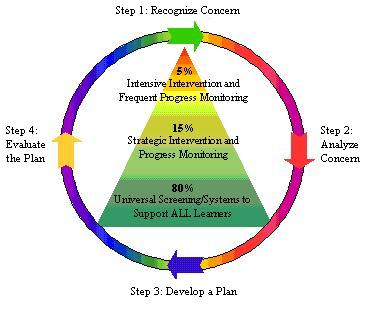 Step 1: Recognize Concern
5%
Intensive Intervention and
Frequent Progress Monitoring
15%
Strategic Intervention and
Progress Monitoring
80%
Universal Screening/Systems to
Support ALL Learners
Step 4:
Evaluate
the Plan
Step 2:
Analyze
Concern
Step 3: Develop a Plan